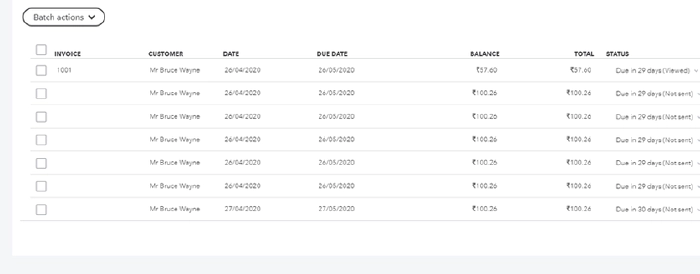 Batch actions
INVOICE CUSTOMER DATE DUE DATE BALANCE TOTAL STATUS
1001 Mr Bruce Wayne 26/04/2020 26/05/2020 ₹57.60 ₹57.60 Due in 29 days (Viewed)
Mr Bruce Wayne 26/04/2020 26/05/2020 ₹100.26 ₹100.26 Due in 29 days (Not sent)
Mr Bruce Wayne 26/04/2020 26/05/2020 ₹100.26 ₹100.26 Due in 29 days (Not sent)
Mr Bruce Wayne 26/04/2020 26/05/2020 ₹100.26 ₹100.26 Due in 29 days (Not sent)
Mr Bruce Wayne 26/04/2020 26/05/2020 ₹100.26 ₹100.26 Due in 29 days (Not sent)
Mr Bruce Wayne 26/04/2020 26/05/2020 ₹100.26 ₹100.26 Due in 29 days (Not sent)
Mr Bruce Wayne 27/04/2020 27/05/2020 ₹100.26 ₹100.26 Due in 30 days (Not sent)